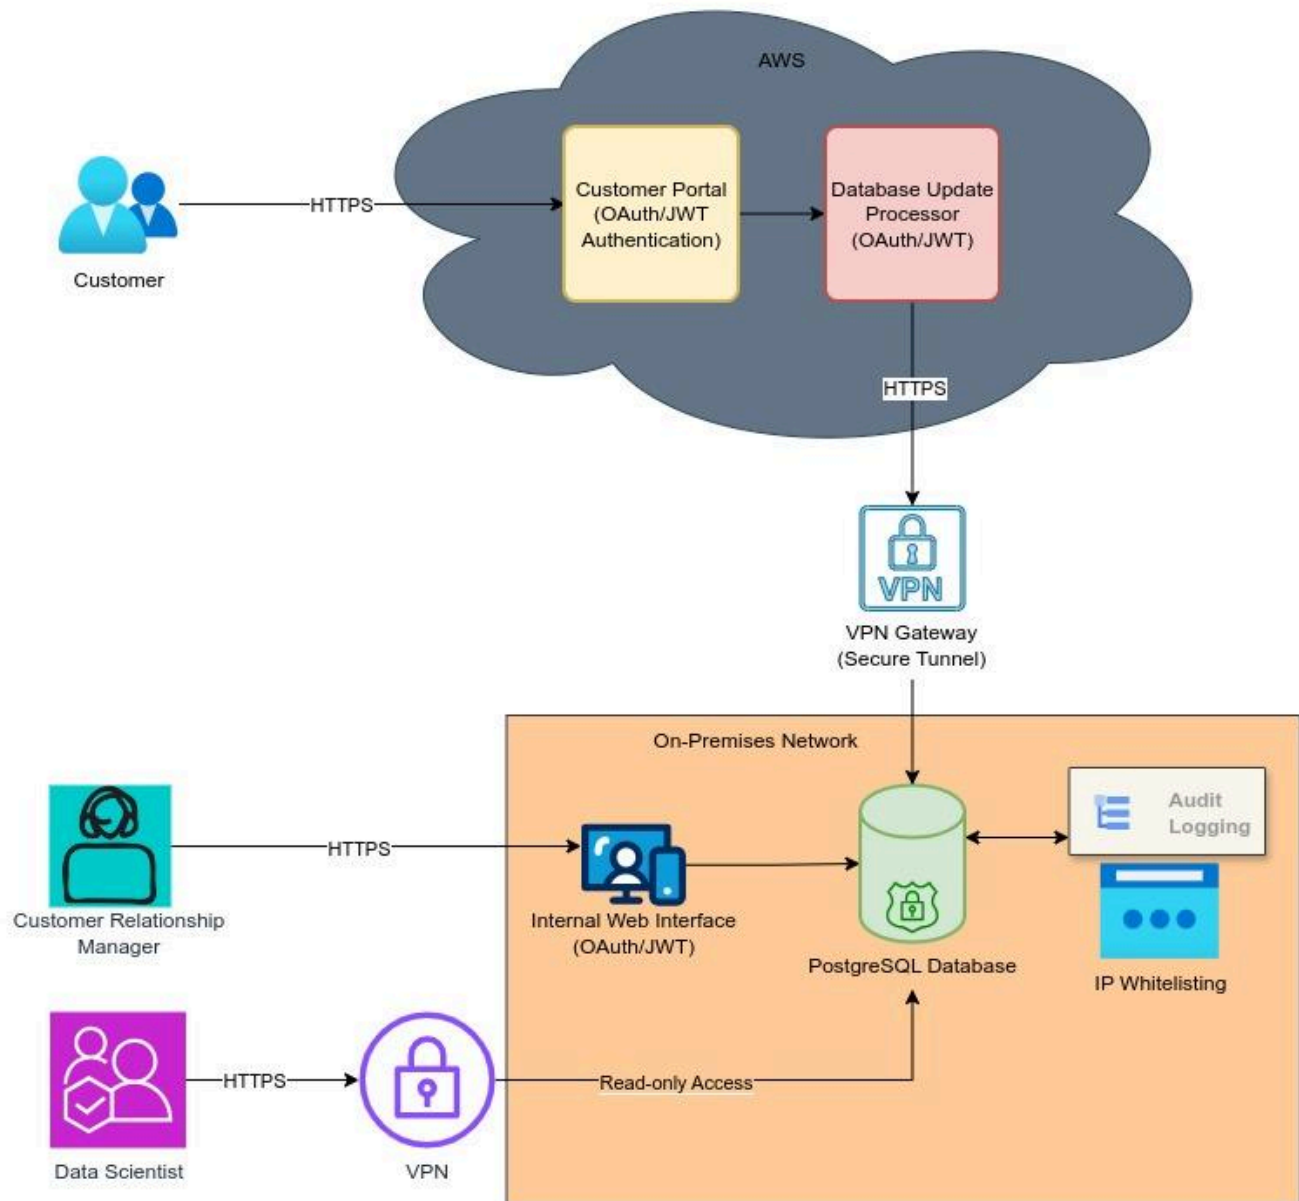 AWS
Customer Portal
(OAuth/JWT
Authentication)
Database Update
Processor
(OAuth/JWT)
HTTPS
Customer
HTTPS
VPN
VPN Gateway
(Secure Tunnel)
On-Premises Network
Audit
Logging
HTTPS
Customer Relationship
Manager
Internal Web Interface
(OAuth/JWT)
PostgreSQL Database
IP Whitelisting
HTTPS
Read-only Access
Data Scientist
VPN